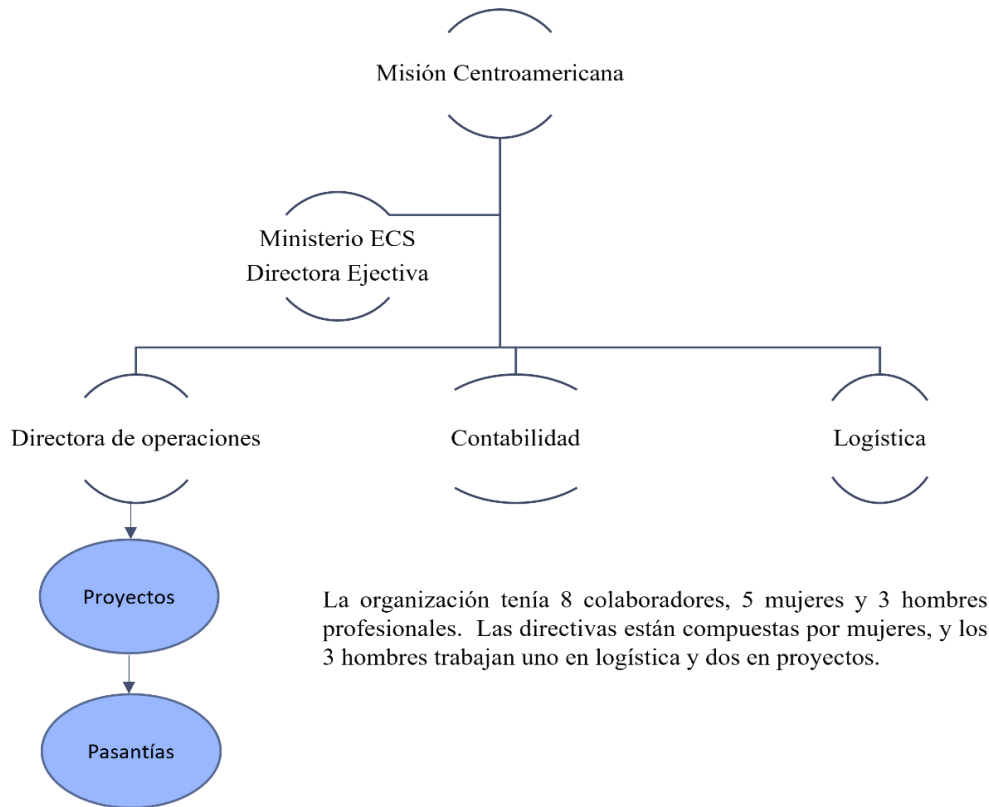 Misión Centroamericana
Ministerio ECS
Directora Ejecutiva
Directora de operaciones
Contabilidad
Logística
Proyectos
La organización tenía 8 colaboradores, 5 mujeres y 3 hombres
profesionales. Las directivas están compuestas por mujeres, y los
3 hombres trabajan uno en logística y dos en proyectos.
Pasantías